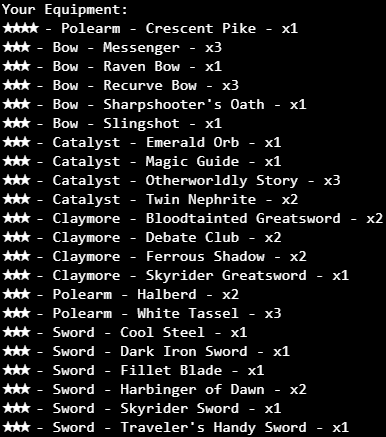 Your Equipment:
★★★★ - Polearm - Crescent Pike - x1
★★★ - Bow - Messenger - x3
★★★ - Bow - Raven Bow - x1
★★★ - Bow - Recurve Bow - x3
★★★ - Bow - Sharpshooter's Oath - x1
★★★ - Bow - Slingshot - x1
★★★ - Catalyst - Emerald Orb - x1
★★★ - Catalyst - Magic Guide - x1
★★★ - Catalyst - Otherworldly Story - x3
★★★ - Catalyst - Twin Nephrite - x2
★★★ - Claymore - Bloodtainted Greatsword - x2
★★★ - Claymore - Debate Club - x2
★★★ - Claymore - Ferrous Shadow - x2
★★★ - Claymore - Skyrider Greatsword - x1
★★★ - Polearm - Halberd - x2
★★★ - Polearm - White Tassel - x3
★★★ - Sword - Cool Steel - x1
★★★ - Sword - Dark Iron Sword - x1
★★★ - Sword - Fillet Blade - x1
★★★ - Sword - Harbinger of Dawn - x2
★★★ - Sword - Skyrider Sword - x1
★★★ - Sword - Traveler's Handy Sword - x1